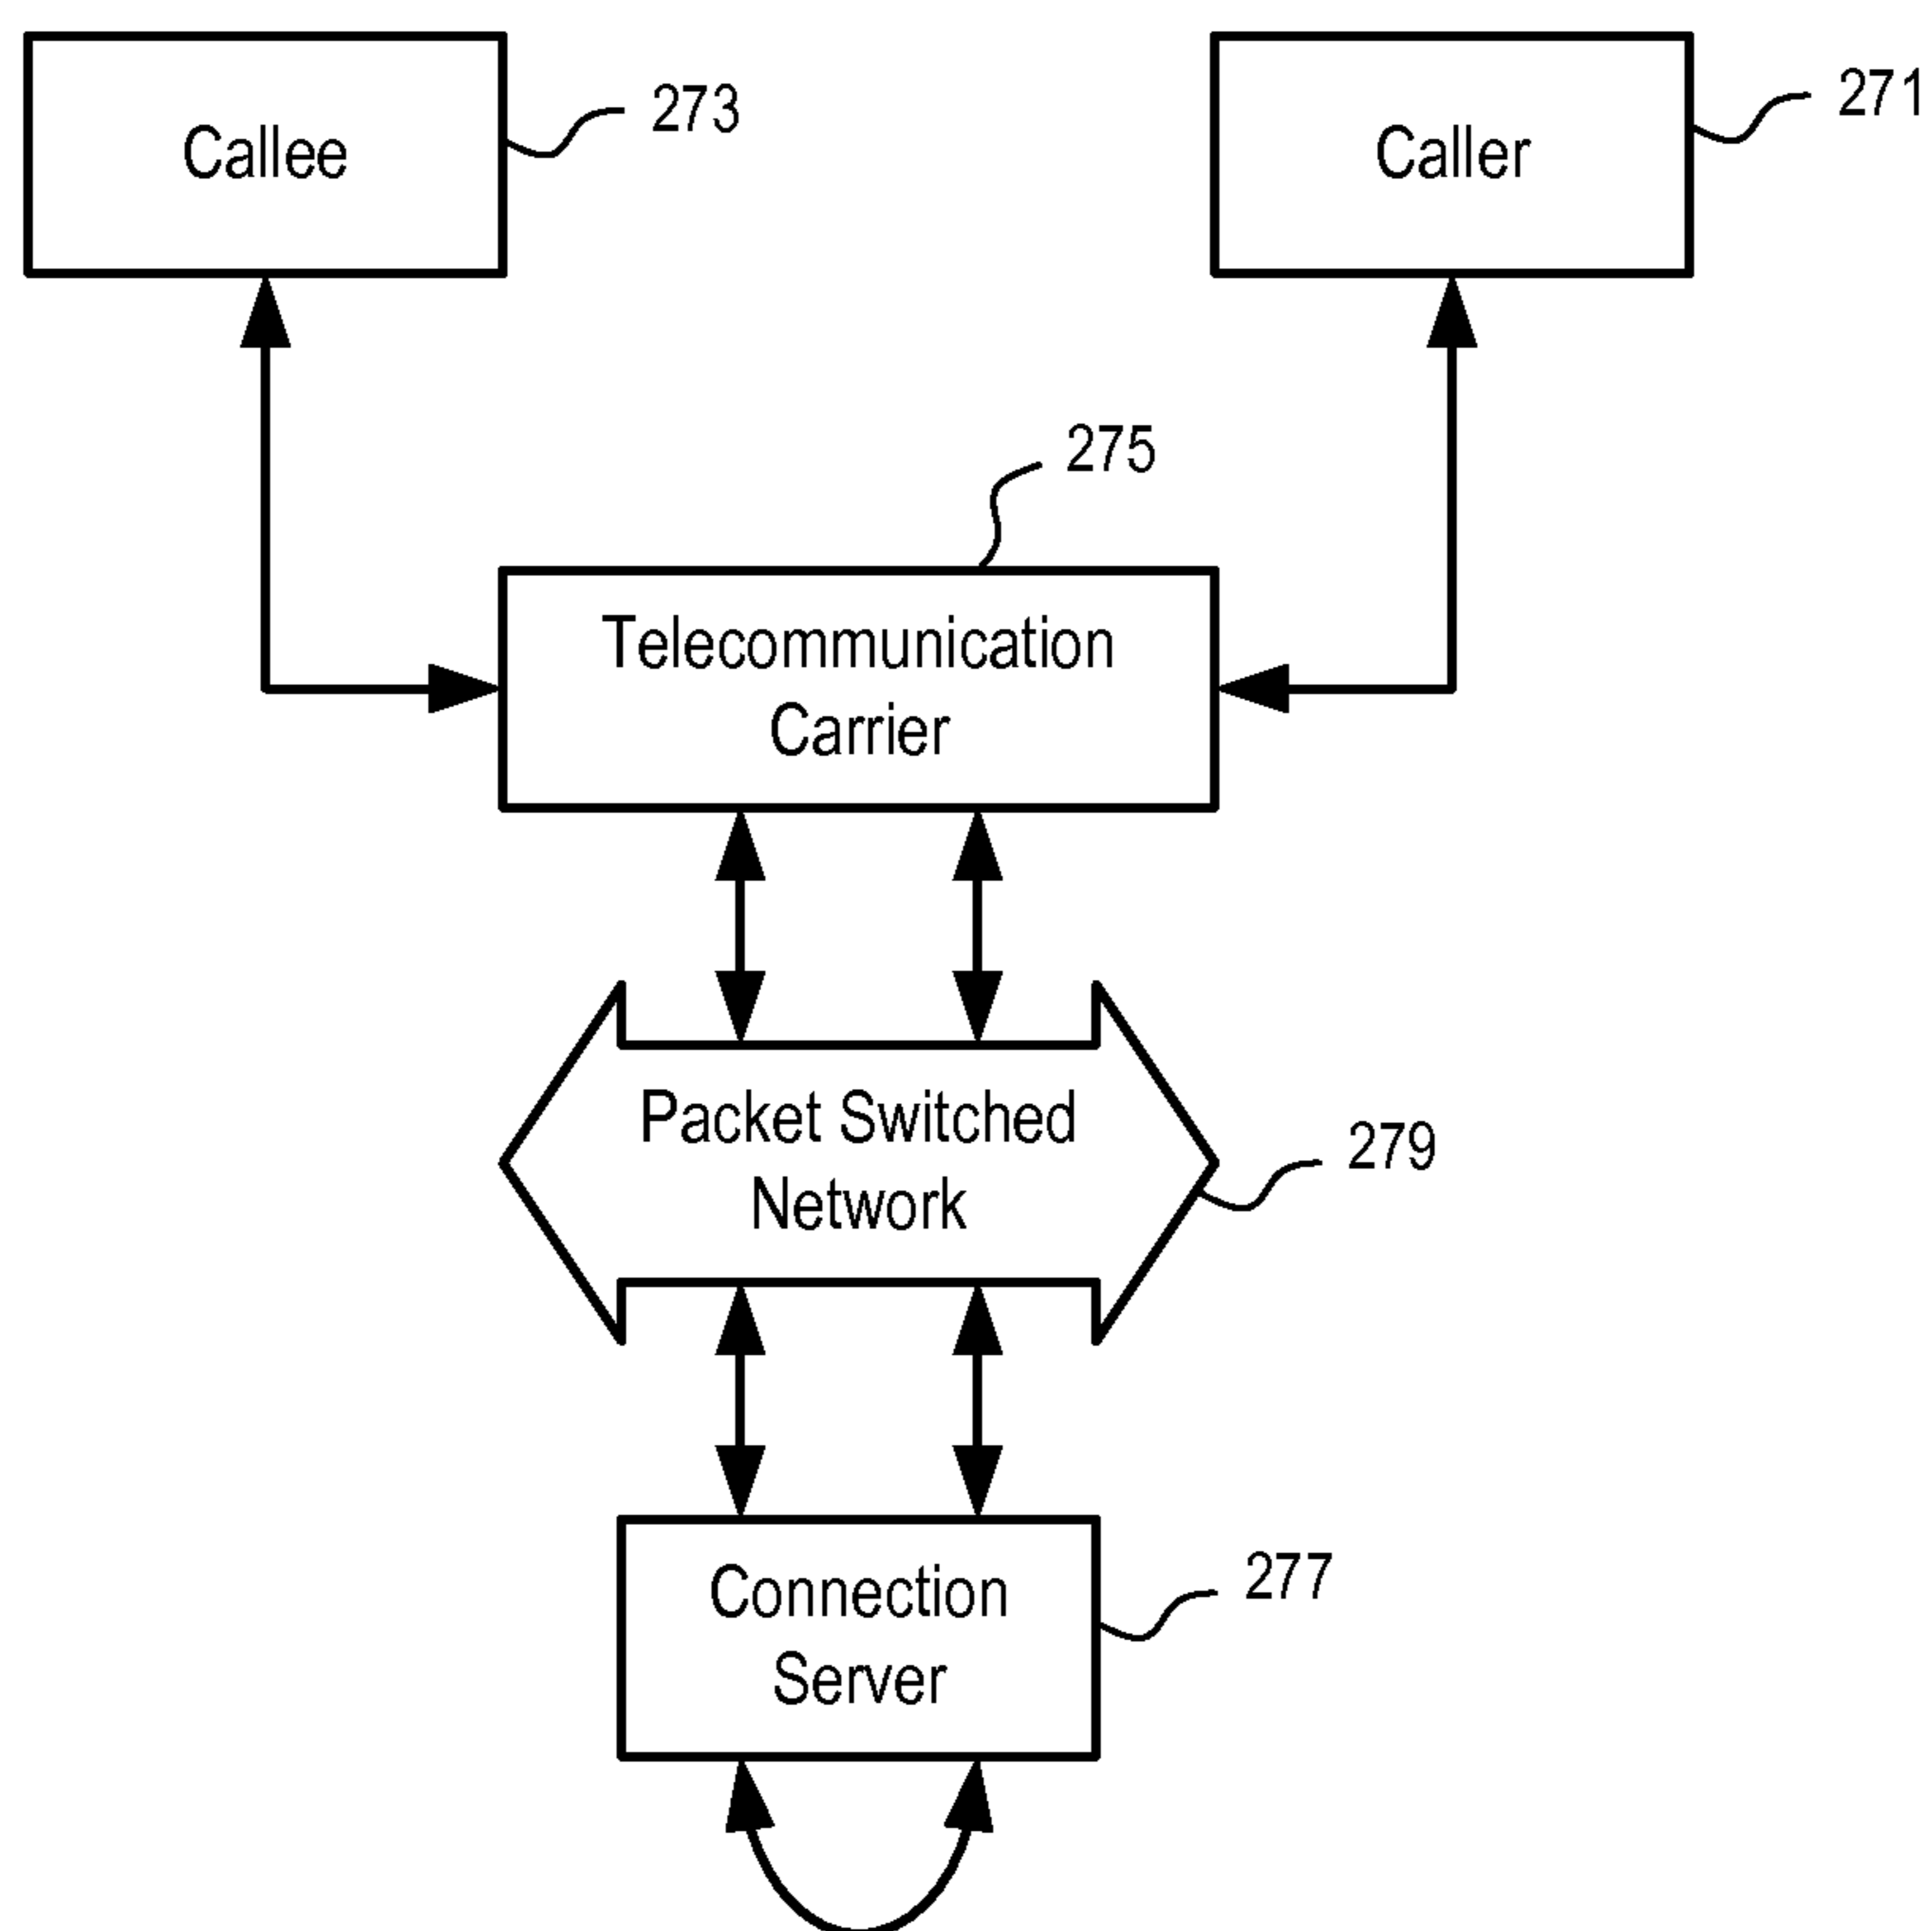 Callee
273
Caller
271
275
Telecommunication
Carrier
Packet Switched
Network
279
Connection
Server
277